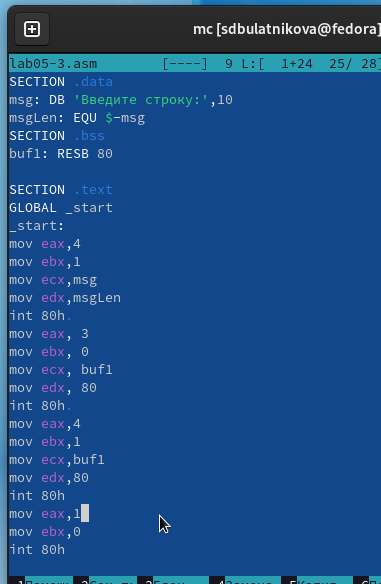 mc [sdbulatnikova@fedora]
lab05-3.asm [----] 9 L:[ 1+24 25/ 28]
SECTION .data
msg: DB 'Введите строку:',10
msgLen: EQU $-msg
SECTION .bss
buf1: RESB 80
SECTION .text
GLOBAL _start
_start:
mov eax,4
mov ebx,1
mov ecx,msg
mov edx,msgLen
int 80h.
mov eax, 3
mov ebx, 0
mov ecx, buf1
mov edx, 80
int 80h.
mov eax,4
mov ebx,1
mov ecx,buf1
mov edx,80
int 80h
mov eax,1
mov ebx,0
int 80h